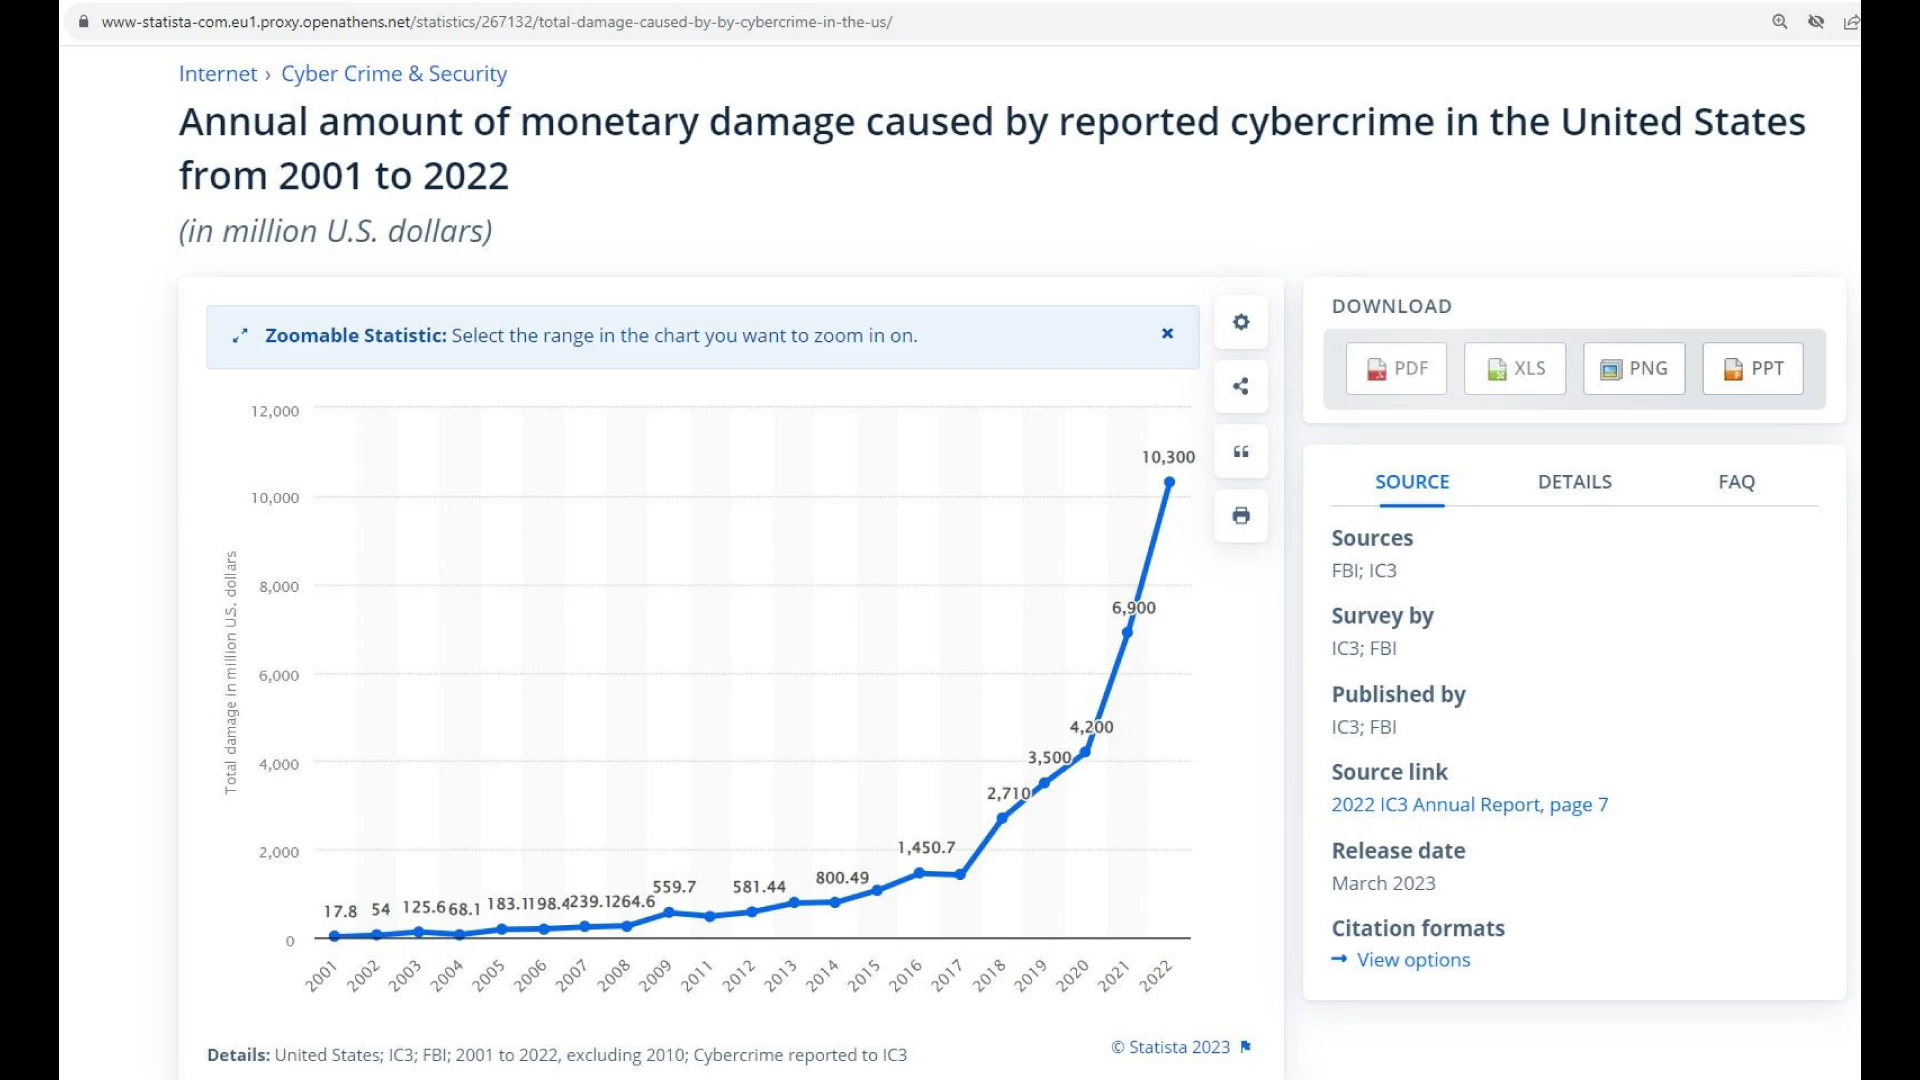 www-statista-com.eu1.proxy.openathens.net/statistics/267132/total-damage-caused-by-by-cybercrime-in-the-us/
Internet › Cyber Crime & Security
Annual amount of monetary damage caused by reported cybercrime in the United States
from 2001 to 2022
(in million U.S. dollars)
Zoomable Statistic: Select the range in the chart you want to zoom in on.
Total damage in million U.S. dollars
12,000
10,000
8,000
6,000
4,000
2,000
0
17.8
54
125.6
68.1
183.1
198.4
239.1
264.6
559.7
581.44
800.49
1,450.7
2,710
3,500
4,200
6,900
10,300
2001
2002
2003
2004
2005
2006
2007
2008
2009
2011
2012
2013
2014
2015
2016
2017
2018
2019
2020
2021
2022
Details: United States; IC3; FBI; 2001 to 2022, excluding 2010; Cybercrime reported to IC3
© Statista 2023
DOWNLOAD
PDF XLS PNG PPT
SOURCE DETAILS FAQ
Sources
FBI; IC3
Survey by
IC3; FBI
Published by
IC3; FBI
Source link
2022 IC3 Annual Report, page 7
Release date
March 2023
Citation formats
→ View options